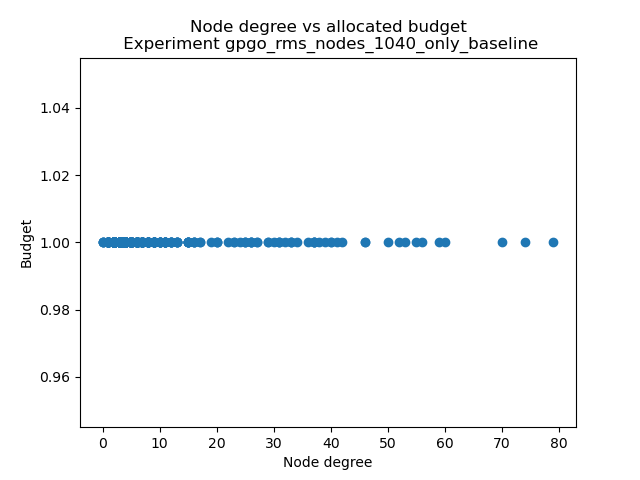 Node degree vs allocated budget
Experiment gpgo_rms_nodes_1040_only_baseline
1.04
1.02
1.00
0.98
0.96
Budget
0 10 20 30 40 50 60 70 80
Node degree